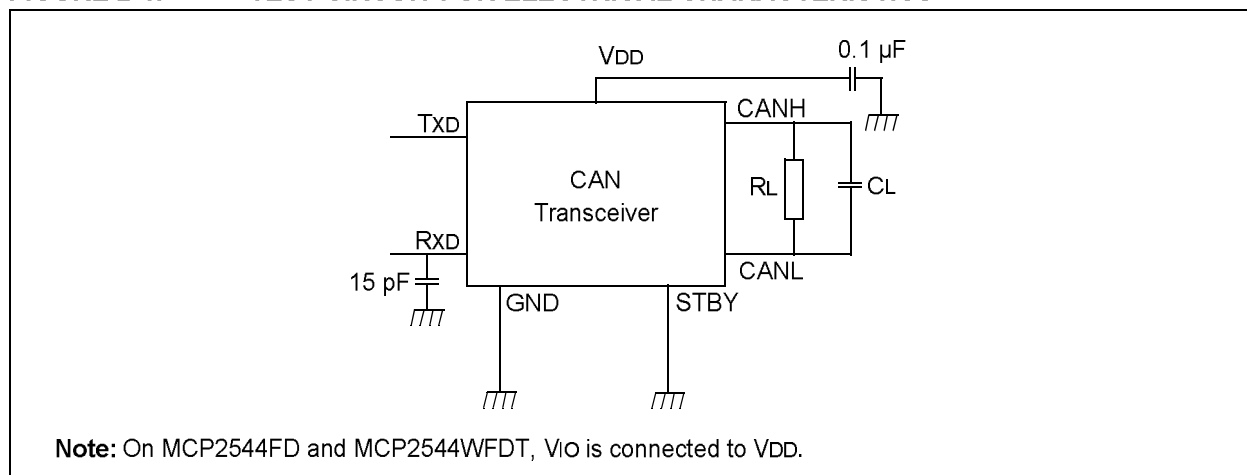 0.1 µF
VDD
CANH
TXD
CAN
Transceiver
RL
CL
RXD
CANL
15 pF
GND
STBY
Note: On MCP2544FD and MCP2544WFDT, VIO is connected to VDD.